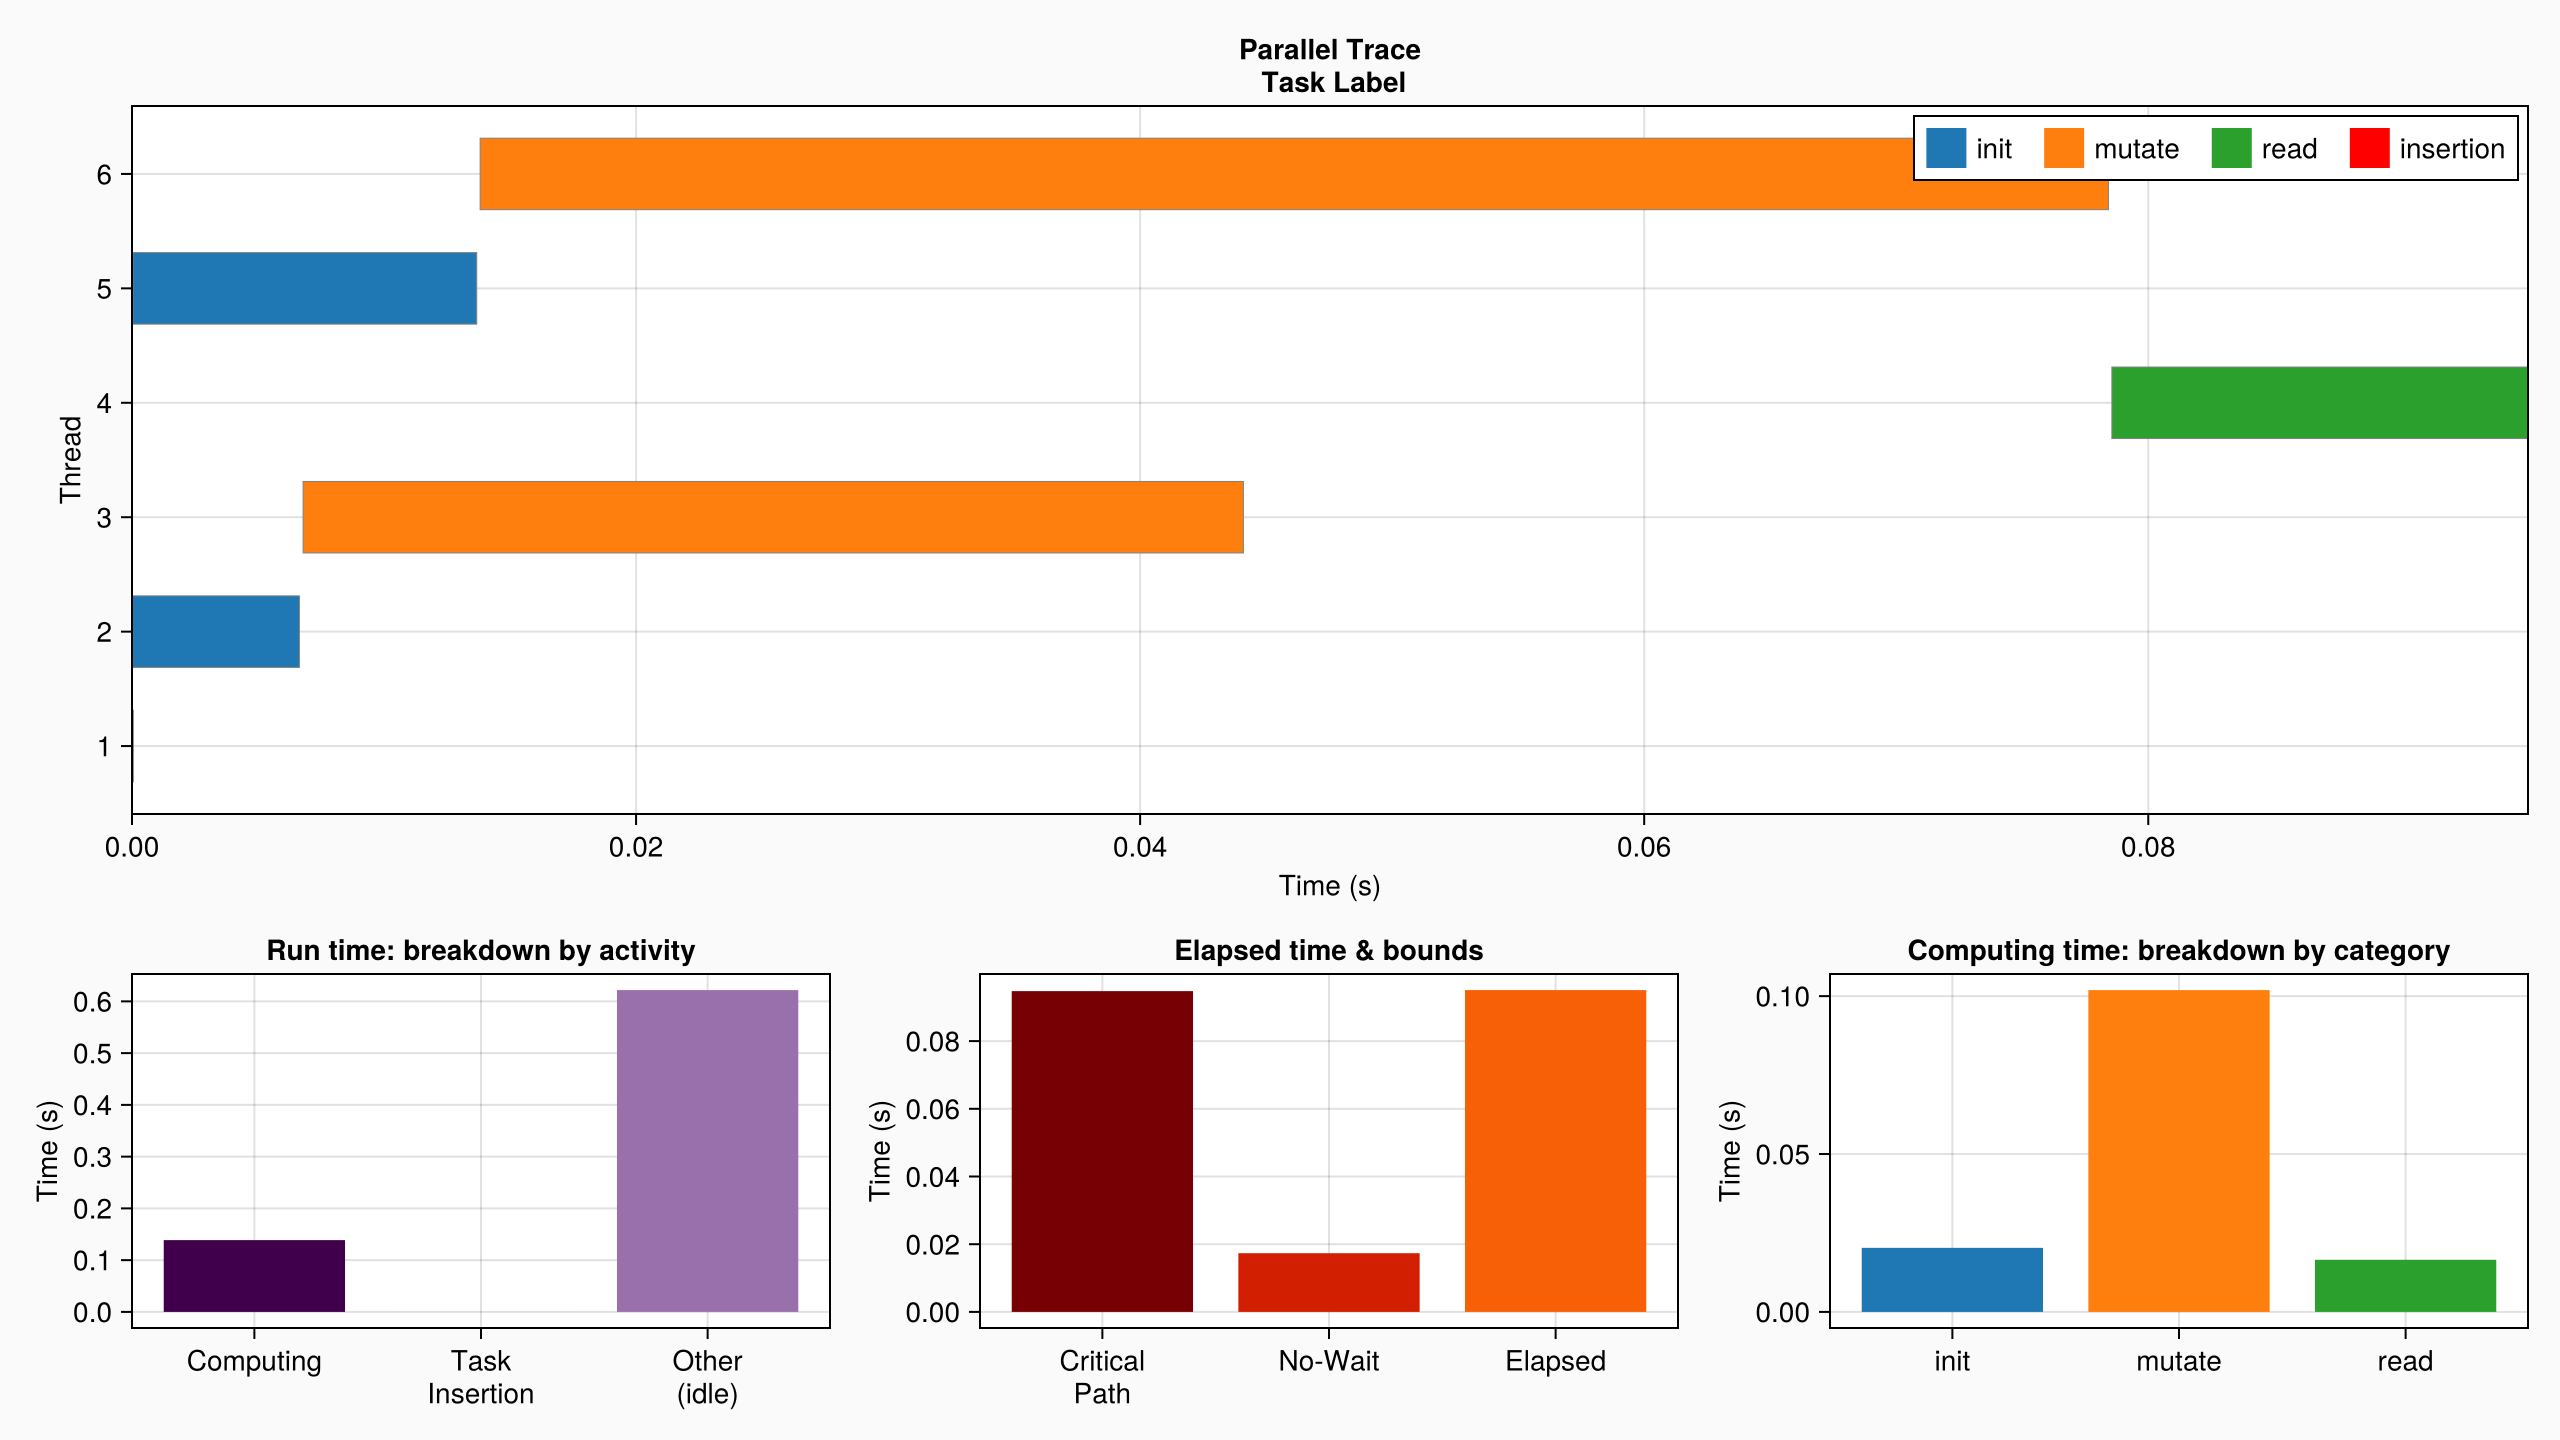 Parallel Trace
Task Label
init mutate read insertion
Thread
6
5
4
3
2
1
0.00 0.02 0.04 0.06 0.08
Time (s)
Run time: breakdown by activity
Time (s)
0.6
0.5
0.4
0.3
0.2
0.1
0.0
Computing Task Other
Insertion (idle)
Elapsed time & bounds
Time (s)
0.08
0.06
0.04
0.02
0.00
Critical No-Wait Elapsed
Path
Computing time: breakdown by category
Time (s)
0.10
0.05
0.00
init mutate read